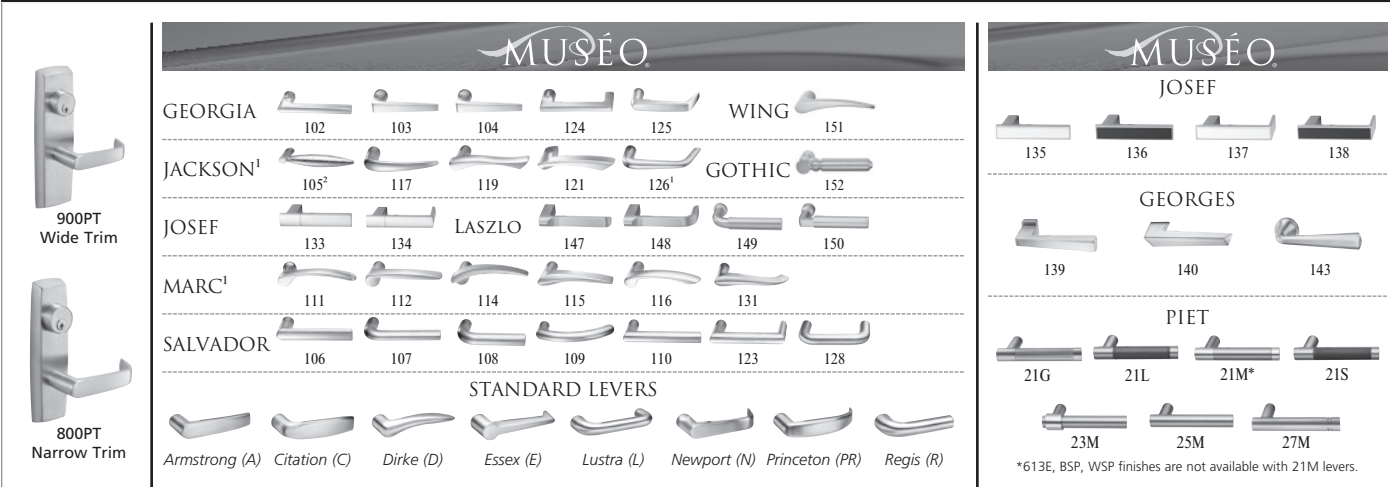 900PT
Wide Trim
800PT
Narrow Trim
MUSÉO®
GEORGIA
102 103 104 124 125
WING
151
JACKSON¹
105² 117 119 121 126¹
GOTHIC
152
JOSEF
133 134
LASZLO
147 148 149 150
MARC¹
111 112 114 115 116 131
SALVADOR
106 107 108 109 110 123 128
STANDARD LEVERS
Armstrong (A) Citation (C) Dirke (D) Essex (E) Lustra (L) Newport (N) Princeton (PR) Regis (R)
MUSÉO®
JOSEF
135 136 137 138
GEORGES
139 140 143
PIET
21G 21L 21M* 21S
23M 25M 27M
*613E, BSP, WSP finishes are not available with 21M levers.